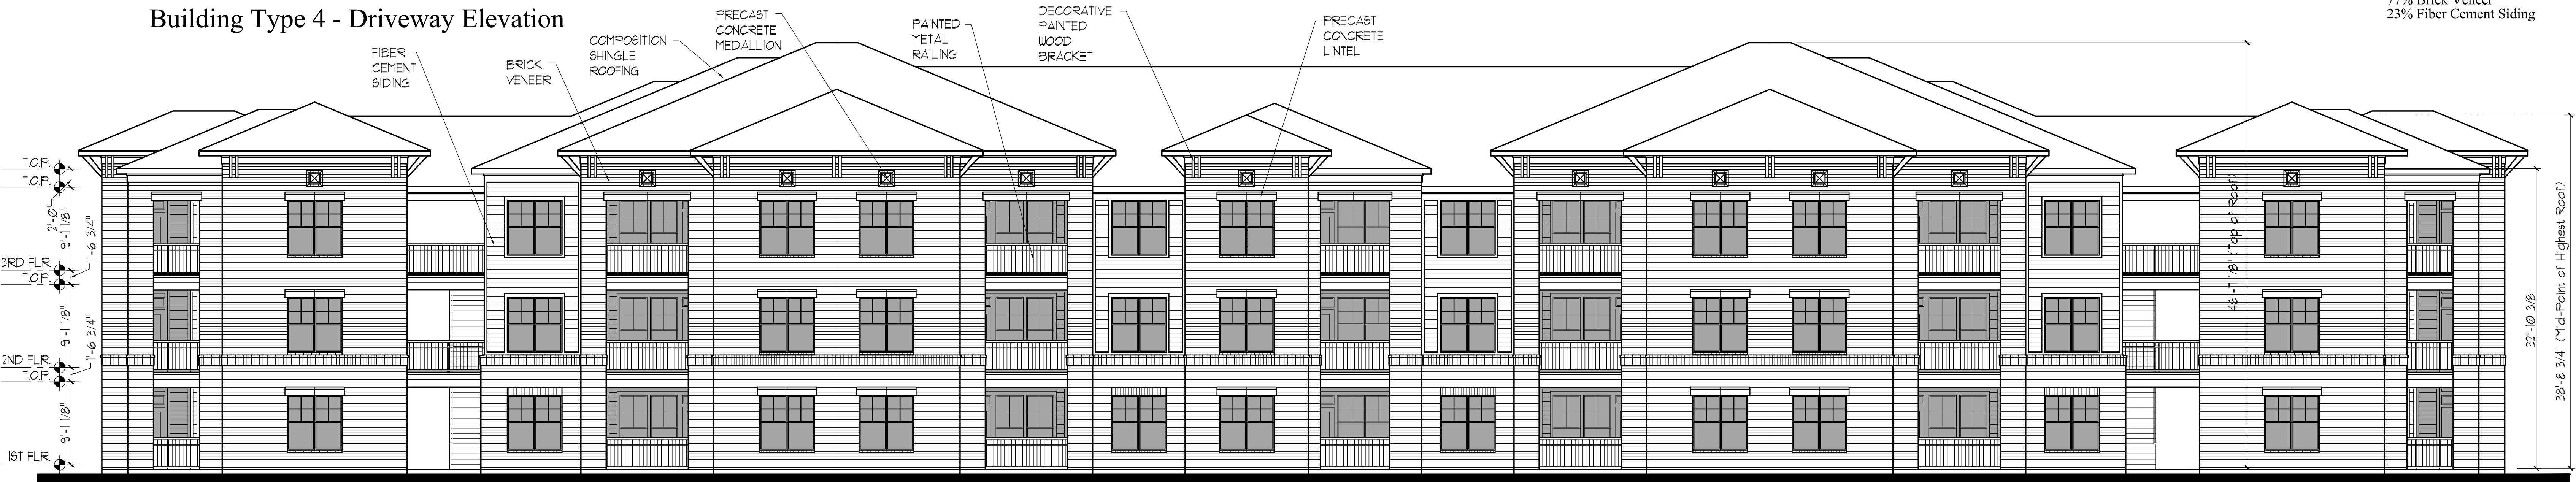 Building Type 4 - Driveway Elevation
77% Brick Veneer
23% Fiber Cement Siding
FIBER
CEMENT
SIDING
BRICK
VENEER
COMPOSITION
SHINGLE
ROOFING
PRECAST
CONCRETE
MEDALLION
PAINTED
METAL
RAILING
DECORATIVE
PAINTED
WOOD
BRACKET
PRECAST
CONCRETE
LINTEL
T.O.P.
T.O.P.
2'-0"
9'-1 1/8"
1'-6 3/4"
3RD FLR.
T.O.P.
9'-1 1/8"
1'-6 3/4"
2ND FLR.
T.O.P.
9'-1 1/8"
1ST FLR.
46'-7 1/8" (Top of Roof)
32'-10 3/8"
38'-8 3/4" (Mid-Point of Highest Roof)